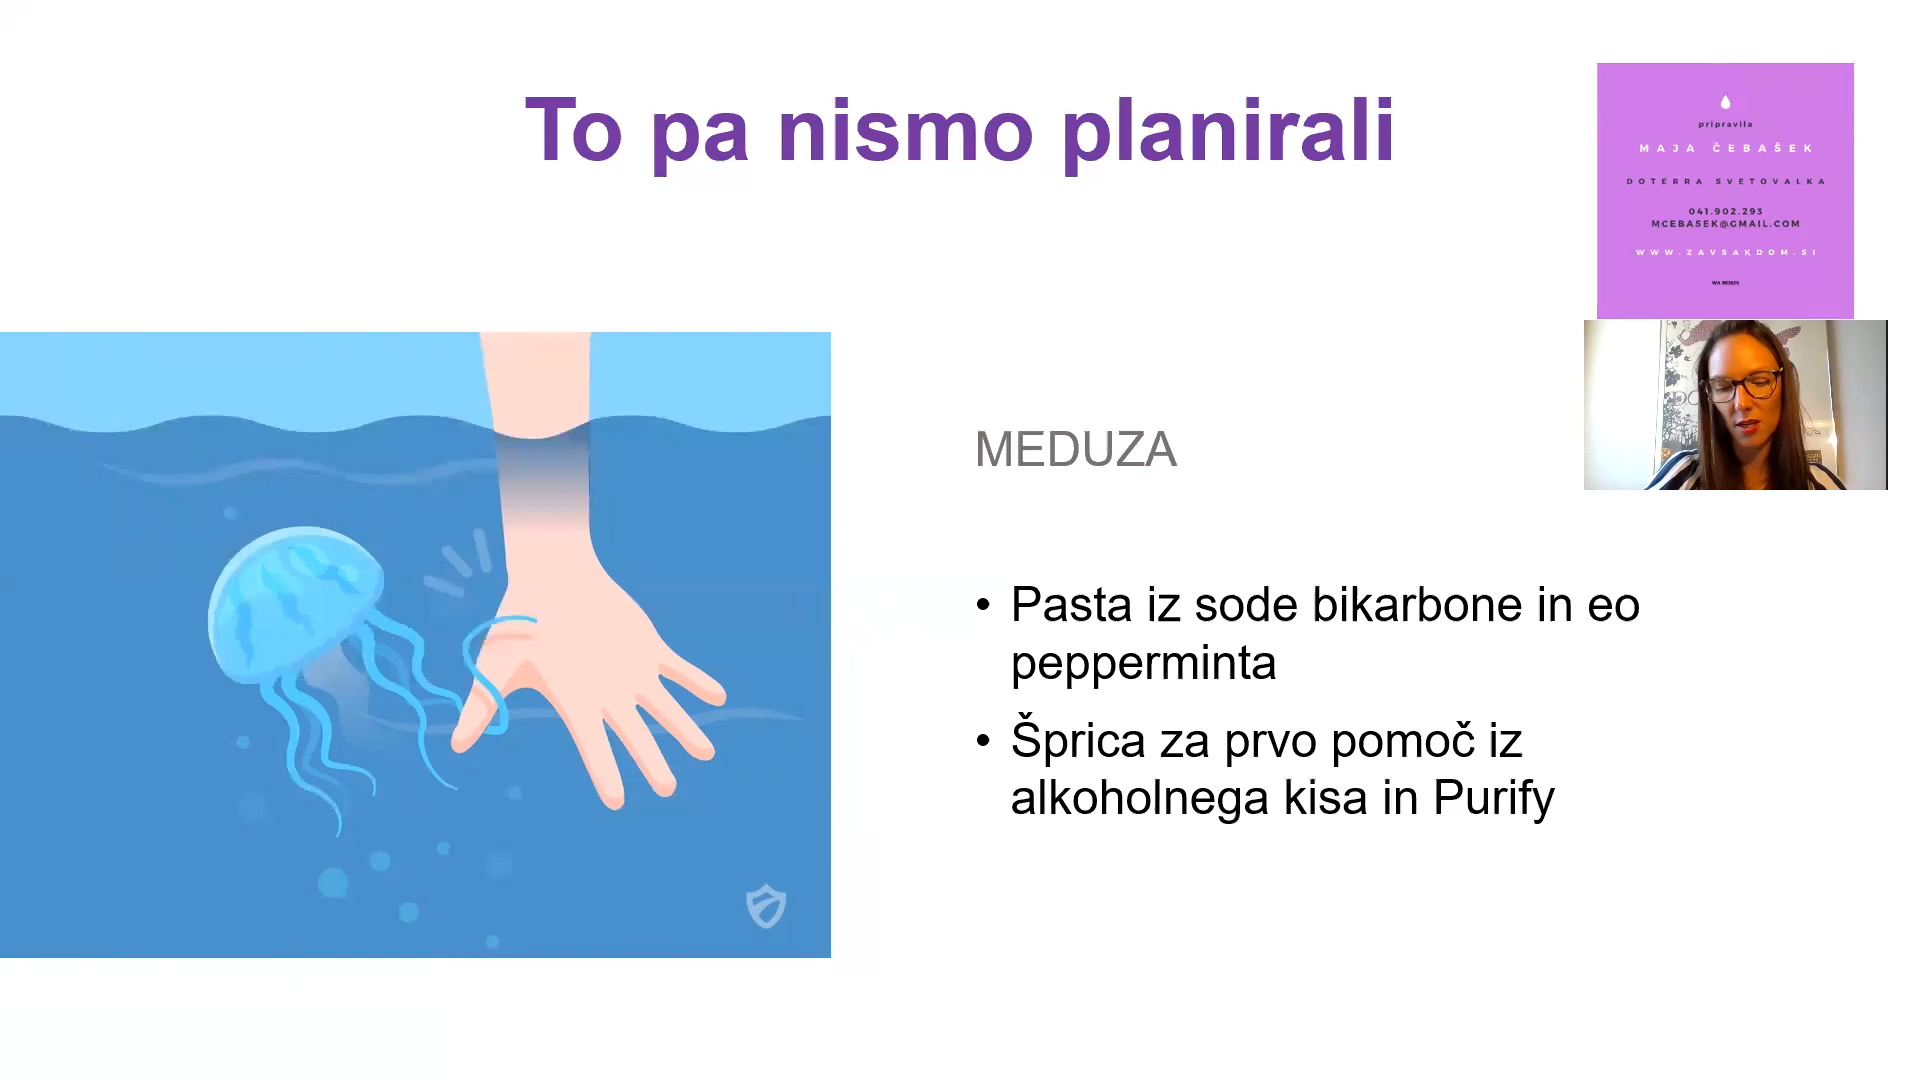 To pa nismo planirali
pripravila
MAJA ČEBAŠEK
DOTERRA SVETOVALKA
041.902.293
MCEBASEK@GMAIL.COM
WWW.ZAVSAKDOM.SI
MEDUZA
• Pasta iz sode bikarbone in eo
pepperminta
• Šprica za prvo pomoč iz
alkoholnega kisa in Purify